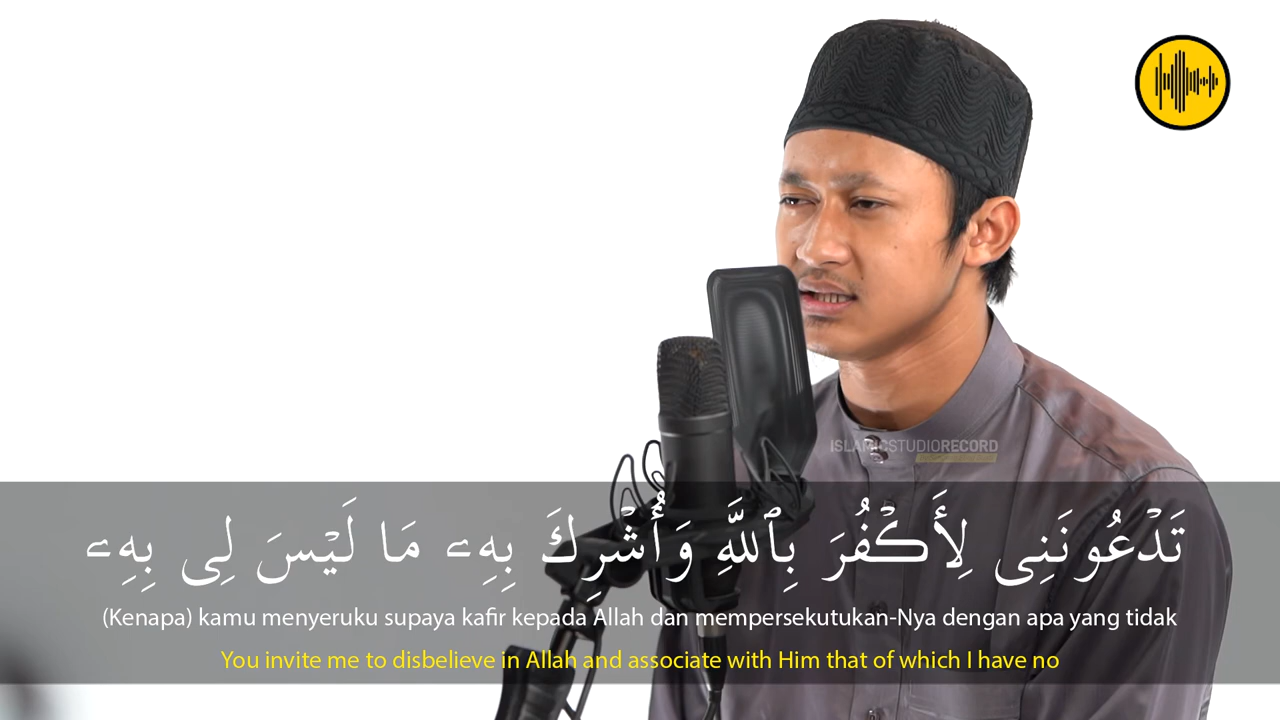 ISLAMICSTUDIORECORD
تَدْعُونَنِى لِأَكْفُرَ بِٱللَّهِ وَأُشْرِكَ بِهِۦ مَا لَيْسَ لِى بِهِۦ
(Kenapa) kamu menyeruku supaya kafir kepada Allah dan mempersekutukan-Nya dengan apa yang tidak
You invite me to disbelieve in Allah and associate with Him that of which I have no